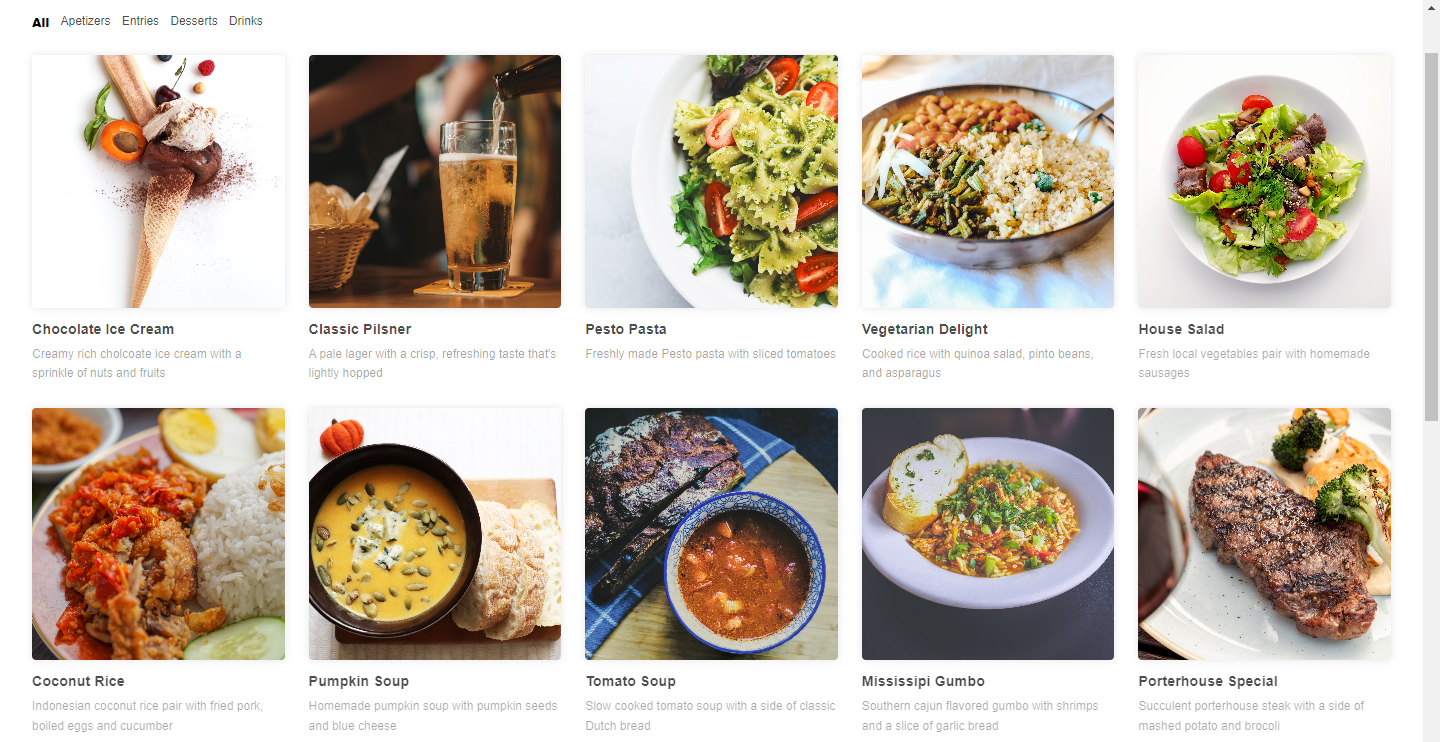 All Apetizers Entries Desserts Drinks
Chocolate Ice Cream
Creamy rich cholcoate ice cream with a
sprinkle of nuts and fruits
Classic Pilsner
A pale lager with a crisp, refreshing taste that's
lightly hopped
Pesto Pasta
Freshly made Pesto pasta with sliced tomatoes
Vegetarian Delight
Cooked rice with quinoa salad, pinto beans,
and asparagus
House Salad
Fresh local vegetables pair with homemade
sausages
Coconut Rice
Indonesian coconut rice pair with fried pork,
boiled eggs and cucumber
Pumpkin Soup
Homemade pumpkin soup with pumpkin seeds
and blue cheese
Tomato Soup
Slow cooked tomato soup with a side of classic
Dutch bread
Mississipi Gumbo
Southern cajun flavored gumbo with shrimps
and a slice of garlic bread
Porterhouse Special
Succulent porterhouse steak with a side of
mashed potato and brocoli